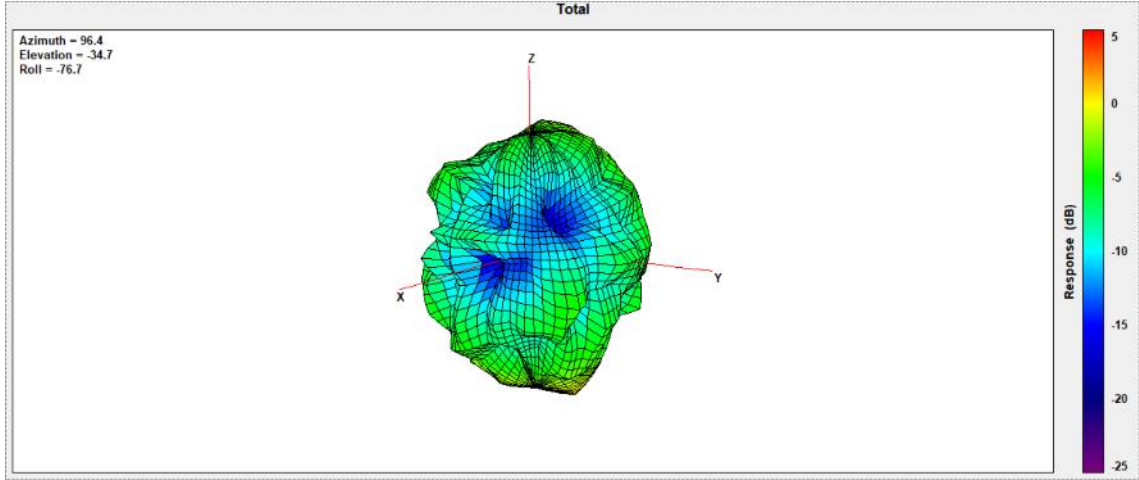 Total
Azimuth = 96.4
Elevation = -34.7
Roll = -76.7
Z
Y
X
5
0
-5
-10
-15
-20
-25
Response (dB)